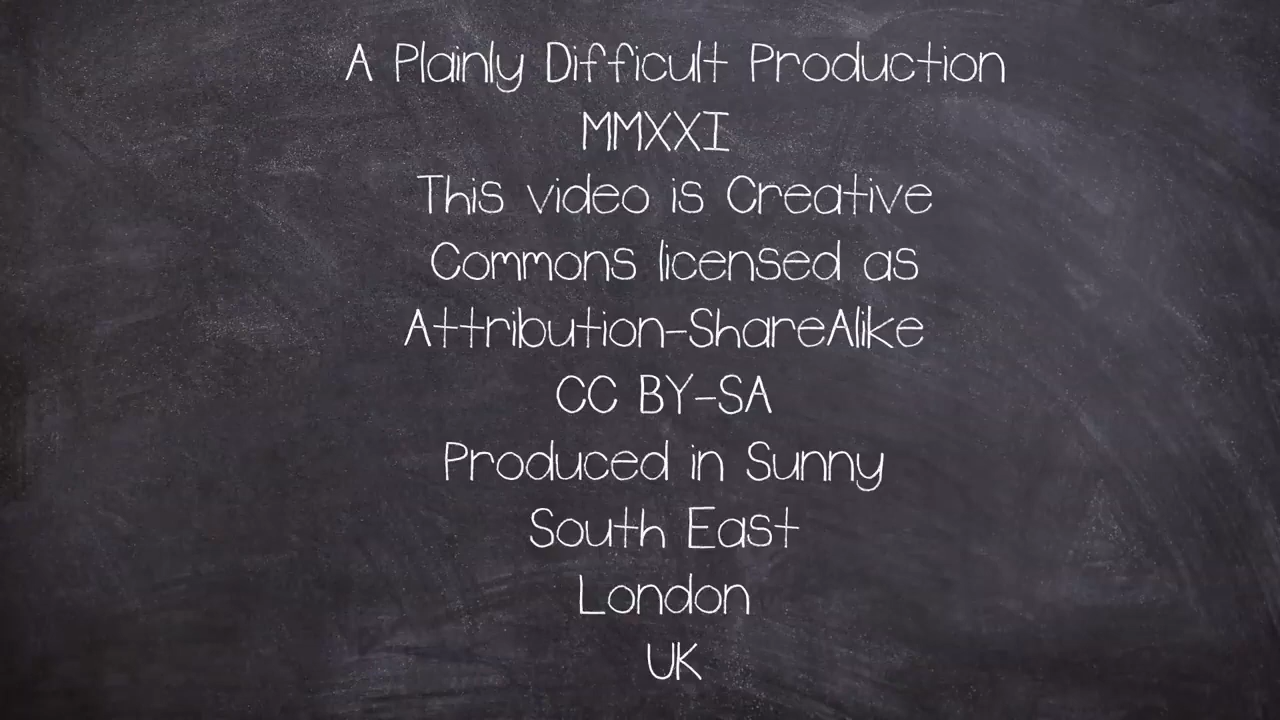 A Plainly Difficult Production
MMXXI
This video is Creative
Commons licensed as
Attribution-ShareAlike
CC BY-SA
Produced in Sunny
South East
London
UK